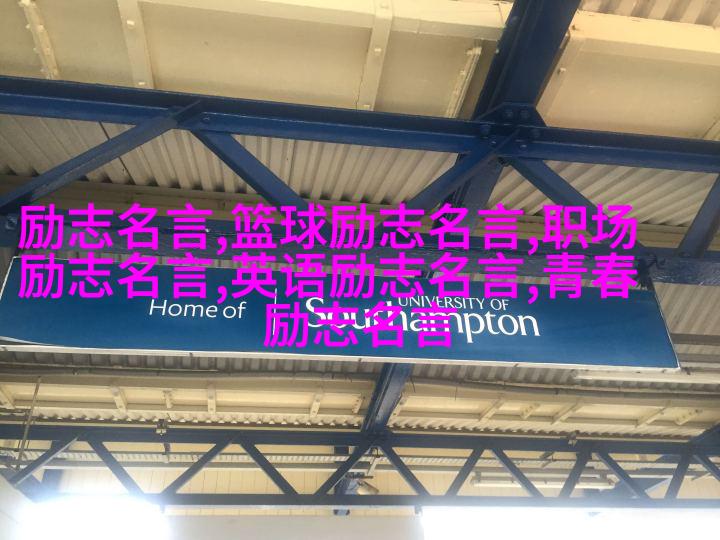 励志名言,篮球励志名言,职场
励志名言,英语励志名言,青春
励志名言
Home of
UNIVERSITY OF
Southampton